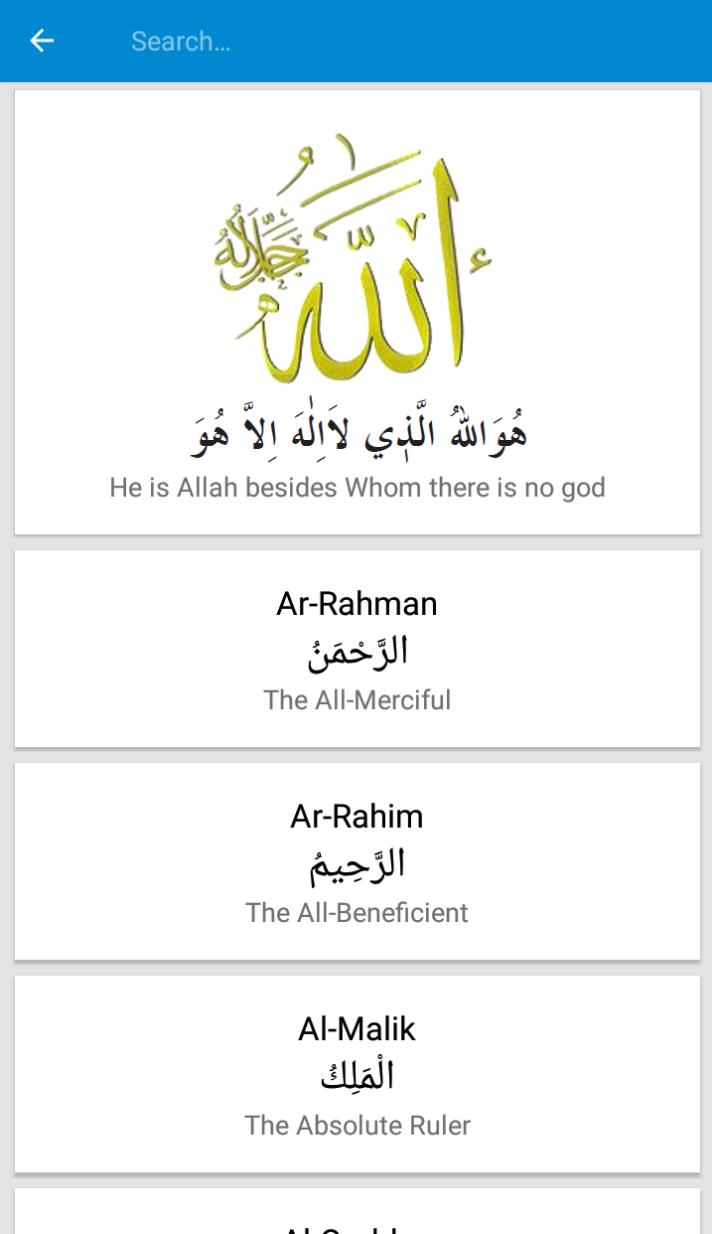 Search...
الله جل جلاله
هُوَاللهُ الَّذِي لاَاِلٰهَ اِلاَّ هُوَ
He is Allah besides Whom there is no god
Ar-Rahman
الرَّحْمَنُ
The All-Merciful
Ar-Rahim
الرَّحِيمُ
The All-Beneficient
Al-Malik
الْمَلِكُ
The Absolute Ruler